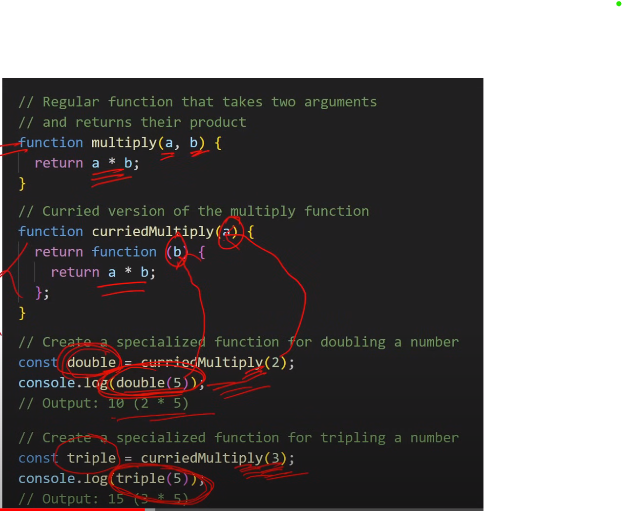 // Regular function that takes two arguments
// and returns their product
function multiply(a, b) {
return a * b;
}
// Curried version of the multiply function
function curriedMultiply(a) {
return function (b) {
return a * b;
};
}
// Create a specialized function for doubling a number
const double = curriedMultiply(2);
console.log(double(5));
// Output: 10 (2 * 5)
// Create a specialized function for tripling a number
const triple = curriedMultiply(3);
console.log(triple(5));
// Output: 15 (3 * 5)